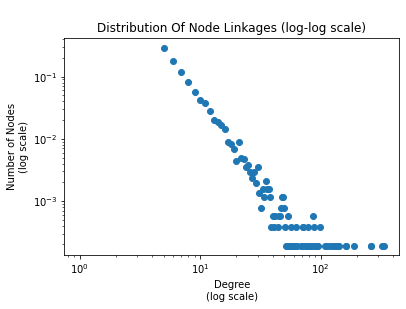 Distribution Of Node Linkages (log-log scale)
Number of Nodes
(log scale)
10⁻¹
10⁻²
10⁻³
10⁰ 10¹ 10²
Degree
(log scale)